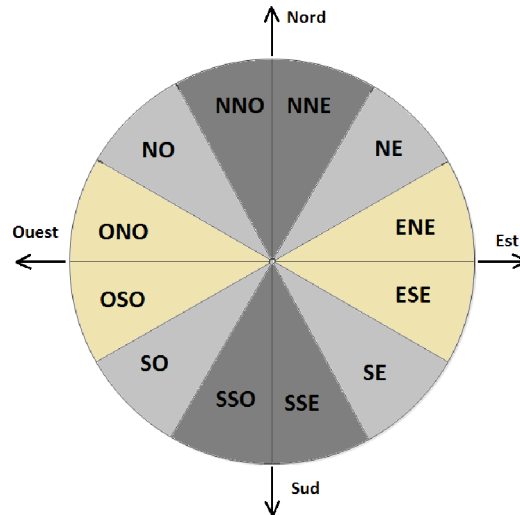 Nord
NNO NNE
NO NE
Ouest ONO ENE Est
OSO ESE
SO SE
SSO SSE
Sud